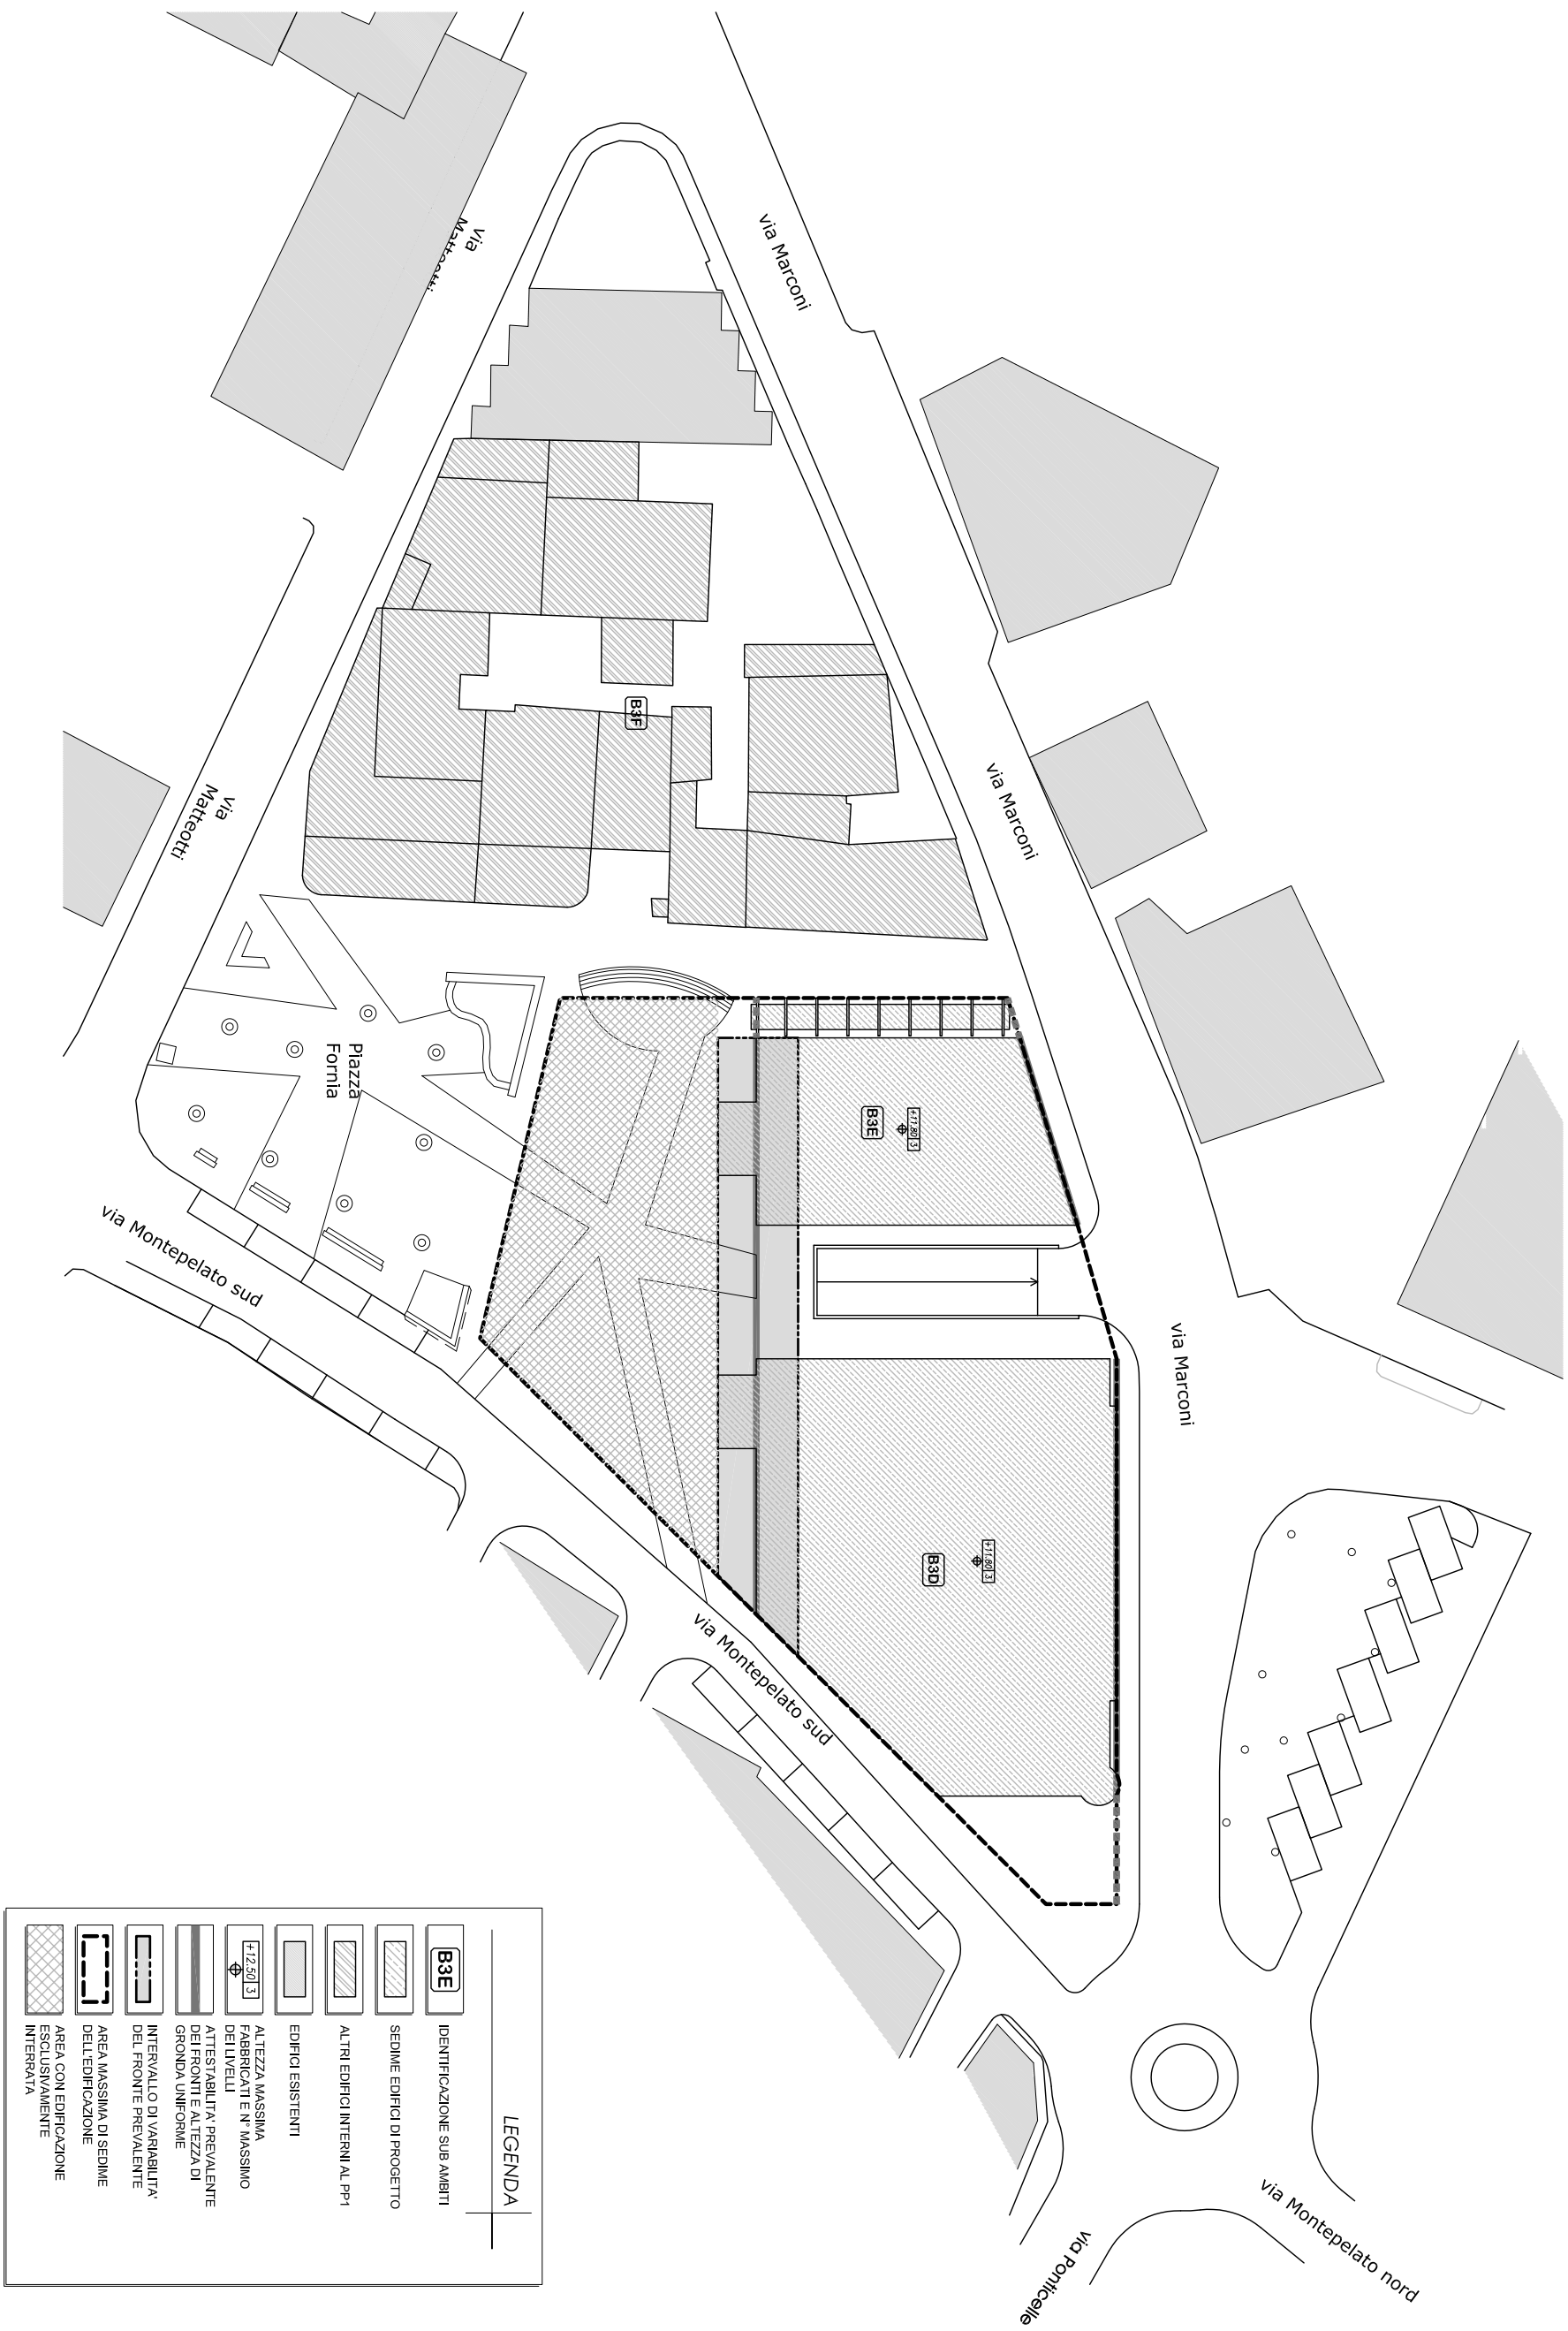 via
Matteotti
via Marconi
B3F
via Marconi
via
Matteotti
Piazza
Fornia
B3E
+11.80 3
via Montepelato sud
via Marconi
B3D
+11.80 3
via Montepelato sud
via Montepelato nord
via Ponticelle
LEGENDA
B3E
IDENTIFICAZIONE SUB AMBITI
SEDIME EDIFICI DI PROGETTO
ALTRI EDIFICI INTERNI AL PP1
EDIFICI ESISTENTI
+12.50 3
ALTEZZA MASSIMA
FABBRICATI E N° MASSIMO
DEI LIVELLI
ATTESTABILITA' PREVALENTE
DEI FRONTI E ALTEZZA DI
GRONDA UNIFORME
INTERVALLO DI VARIABILITA'
DEL FRONTE PREVALENTE
AREA MASSIMA DI SEDIME
DELL'EDIFICAZIONE
AREA CON EDIFICAZIONE
ESCLUSIVAMENTE
INTERRATA